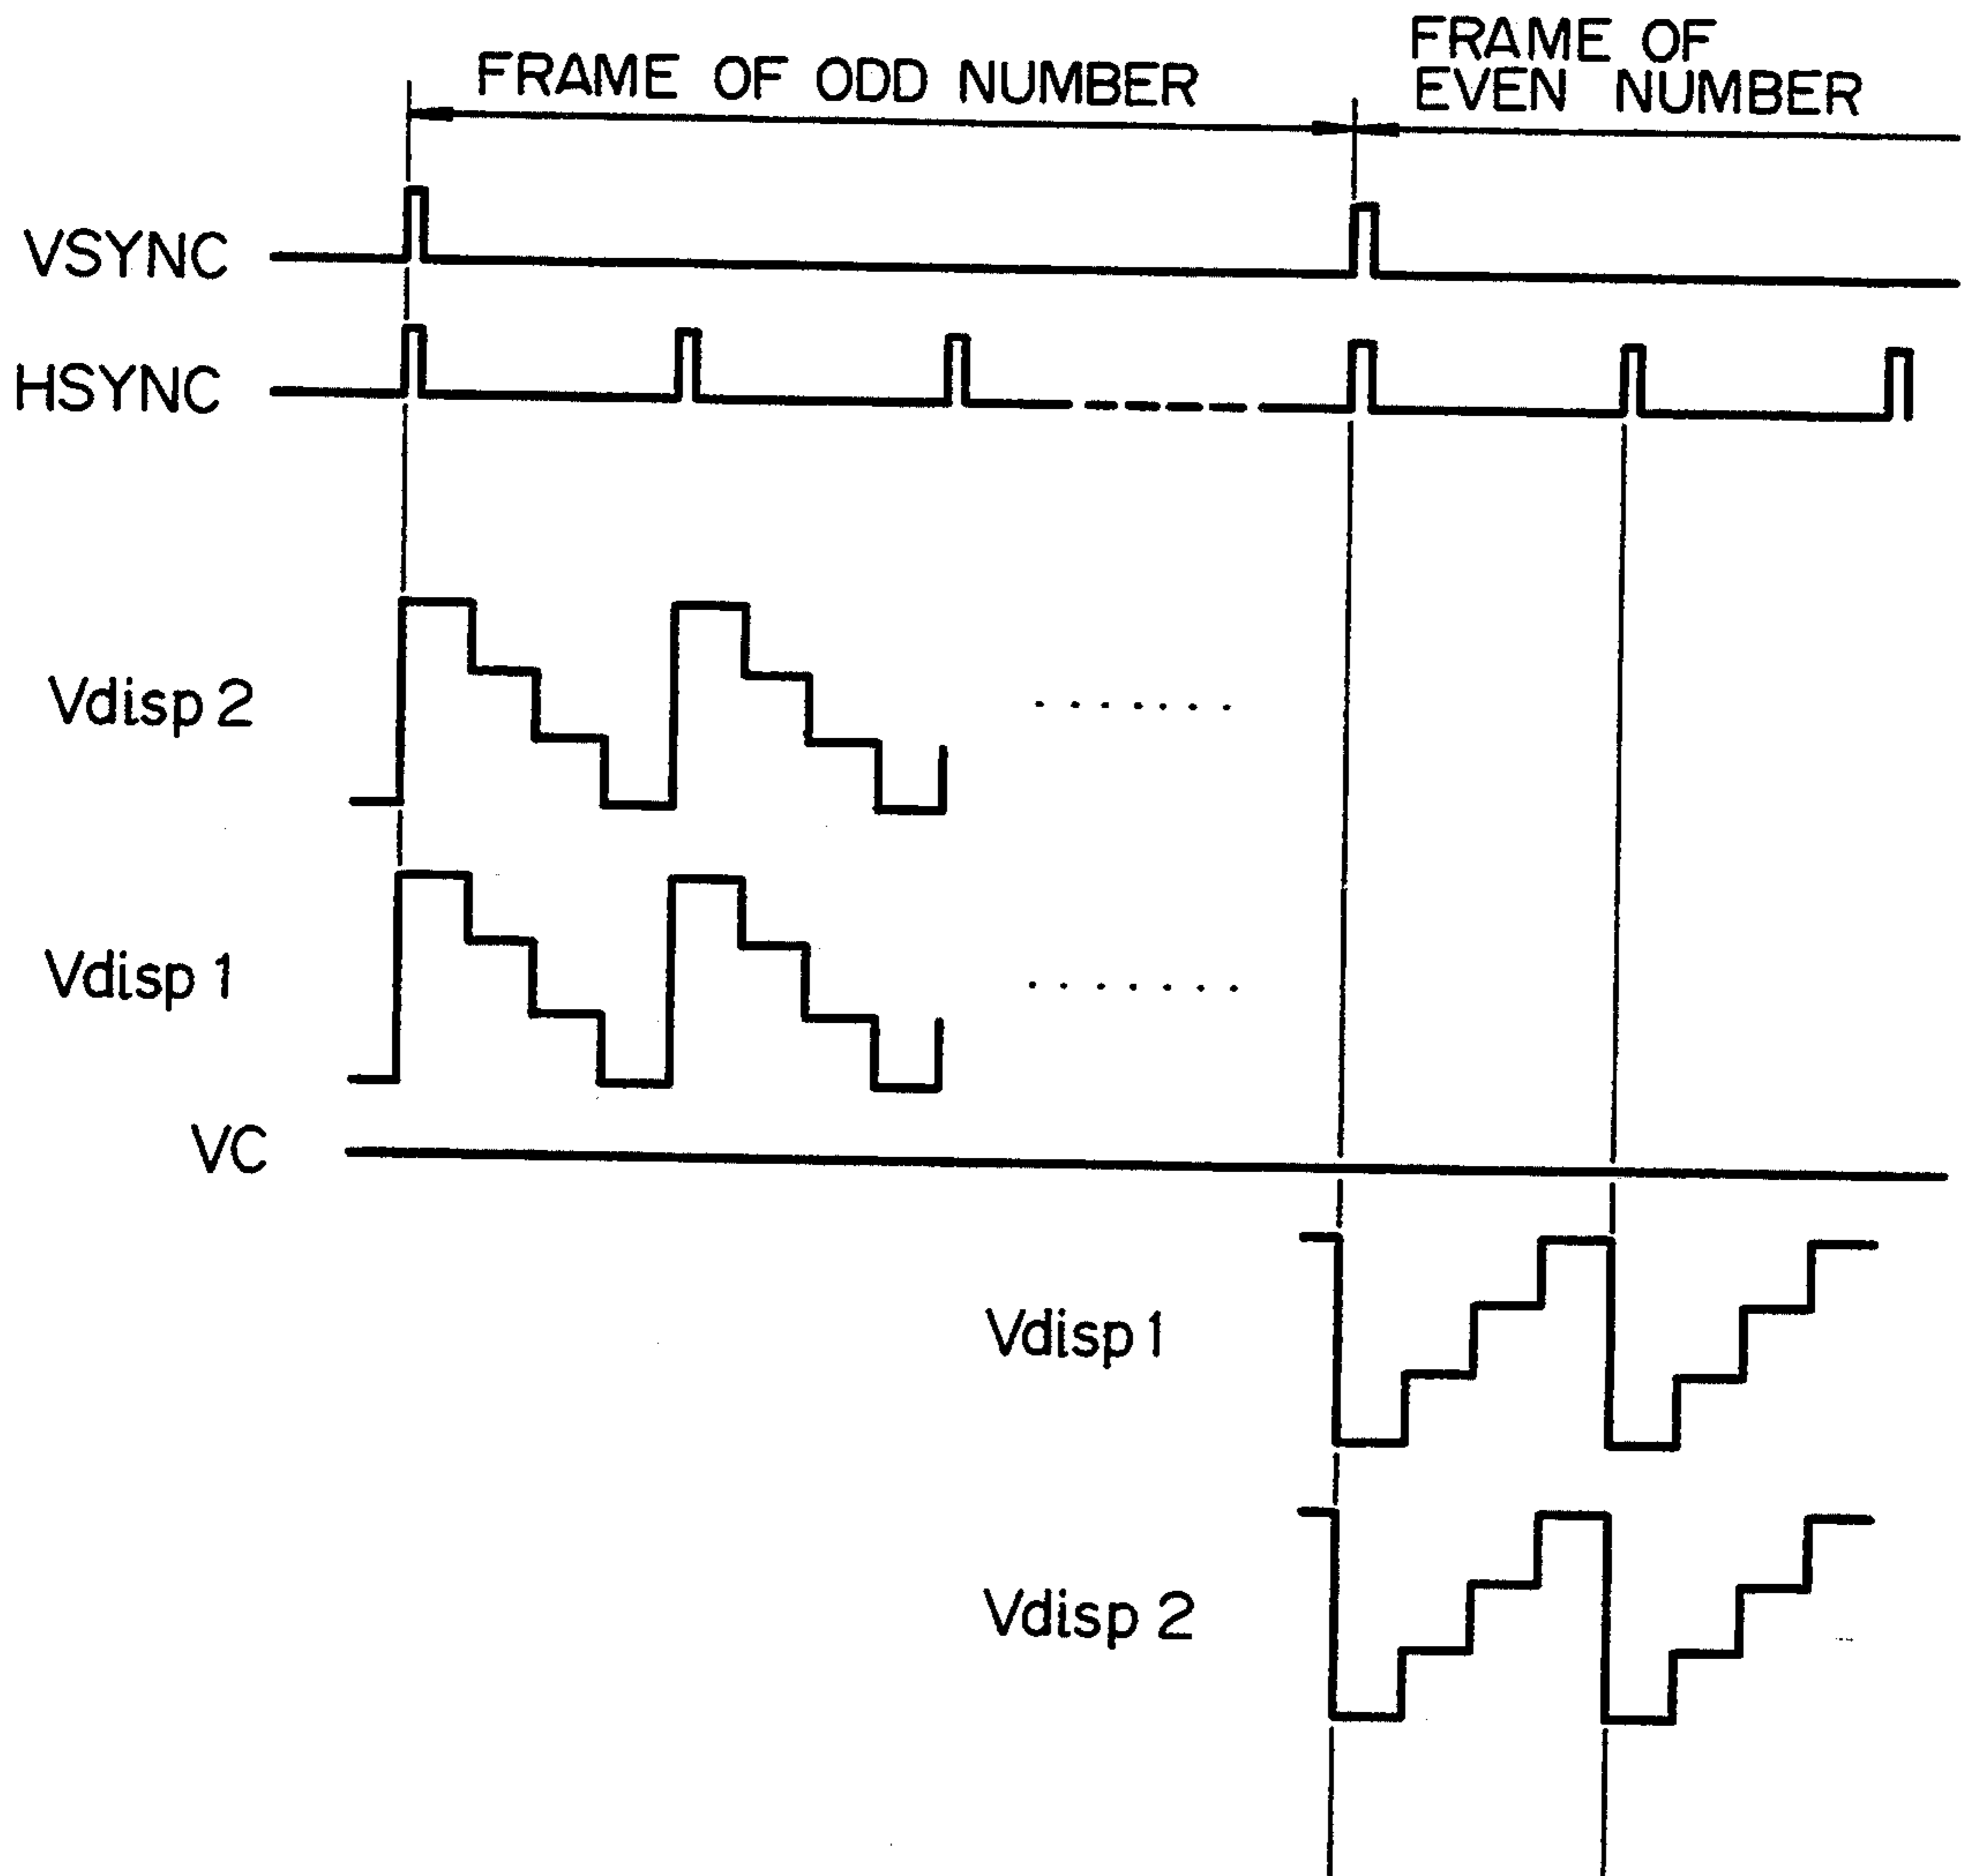 FRAME OF ODD NUMBER
FRAME OF
EVEN NUMBER
VSYNC
HSYNC
Vdisp 2
Vdisp 1
VC
Vdisp 1
Vdisp 2